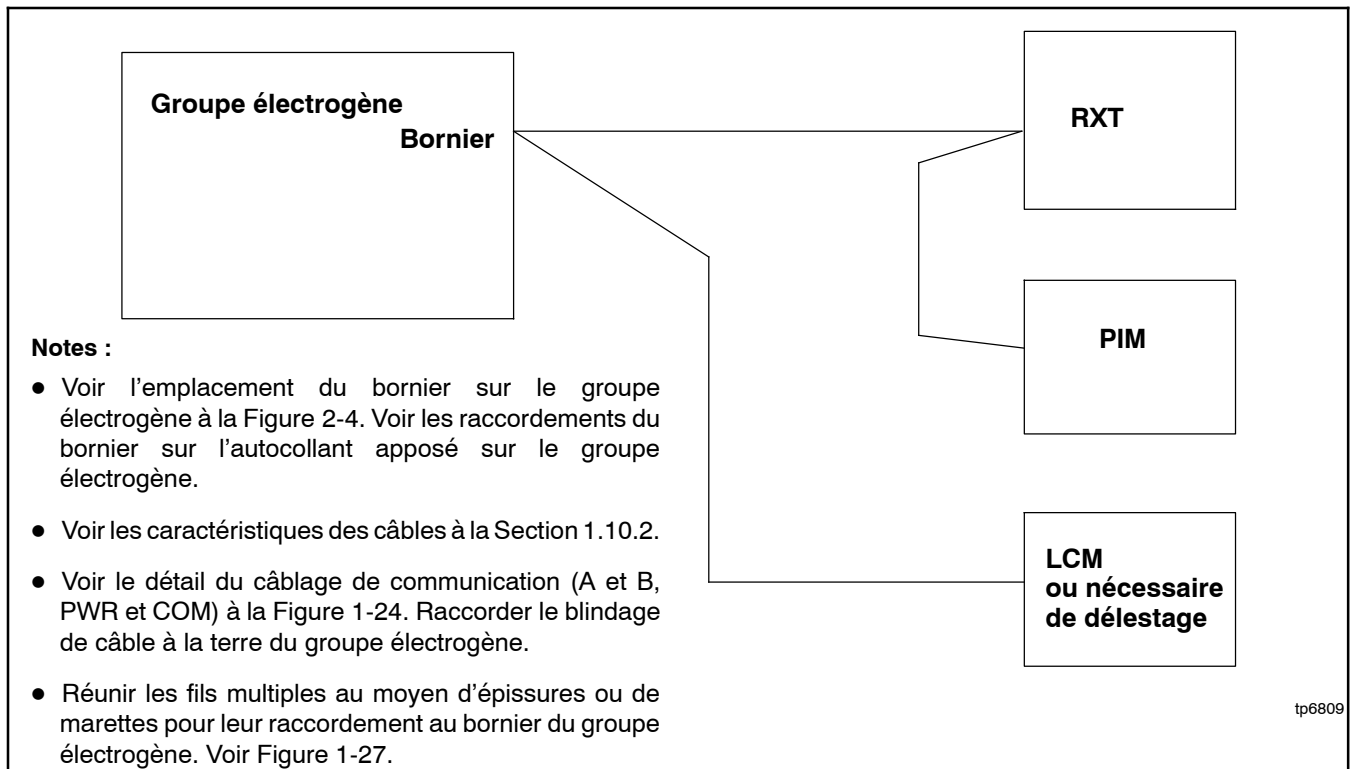 Groupe électrogène
Bornier
RXT
PIM
LCM
ou nécessaire
de délestage
Notes :
● Voir l'emplacement du bornier sur le groupe
électrogène à la Figure 2-4. Voir les raccordements du
bornier sur l'autocollant apposé sur le groupe
électrogène.
● Voir les caractéristiques des câbles à la Section 1.10.2.
● Voir le détail du câblage de communication (A et B,
PWR et COM) à la Figure 1-24. Raccorder le blindage
de câble à la terre du groupe électrogène.
● Réunir les fils multiples au moyen d'épissures ou de
marettes pour leur raccordement au bornier du groupe
électrogène. Voir Figure 1-27.
tp6809